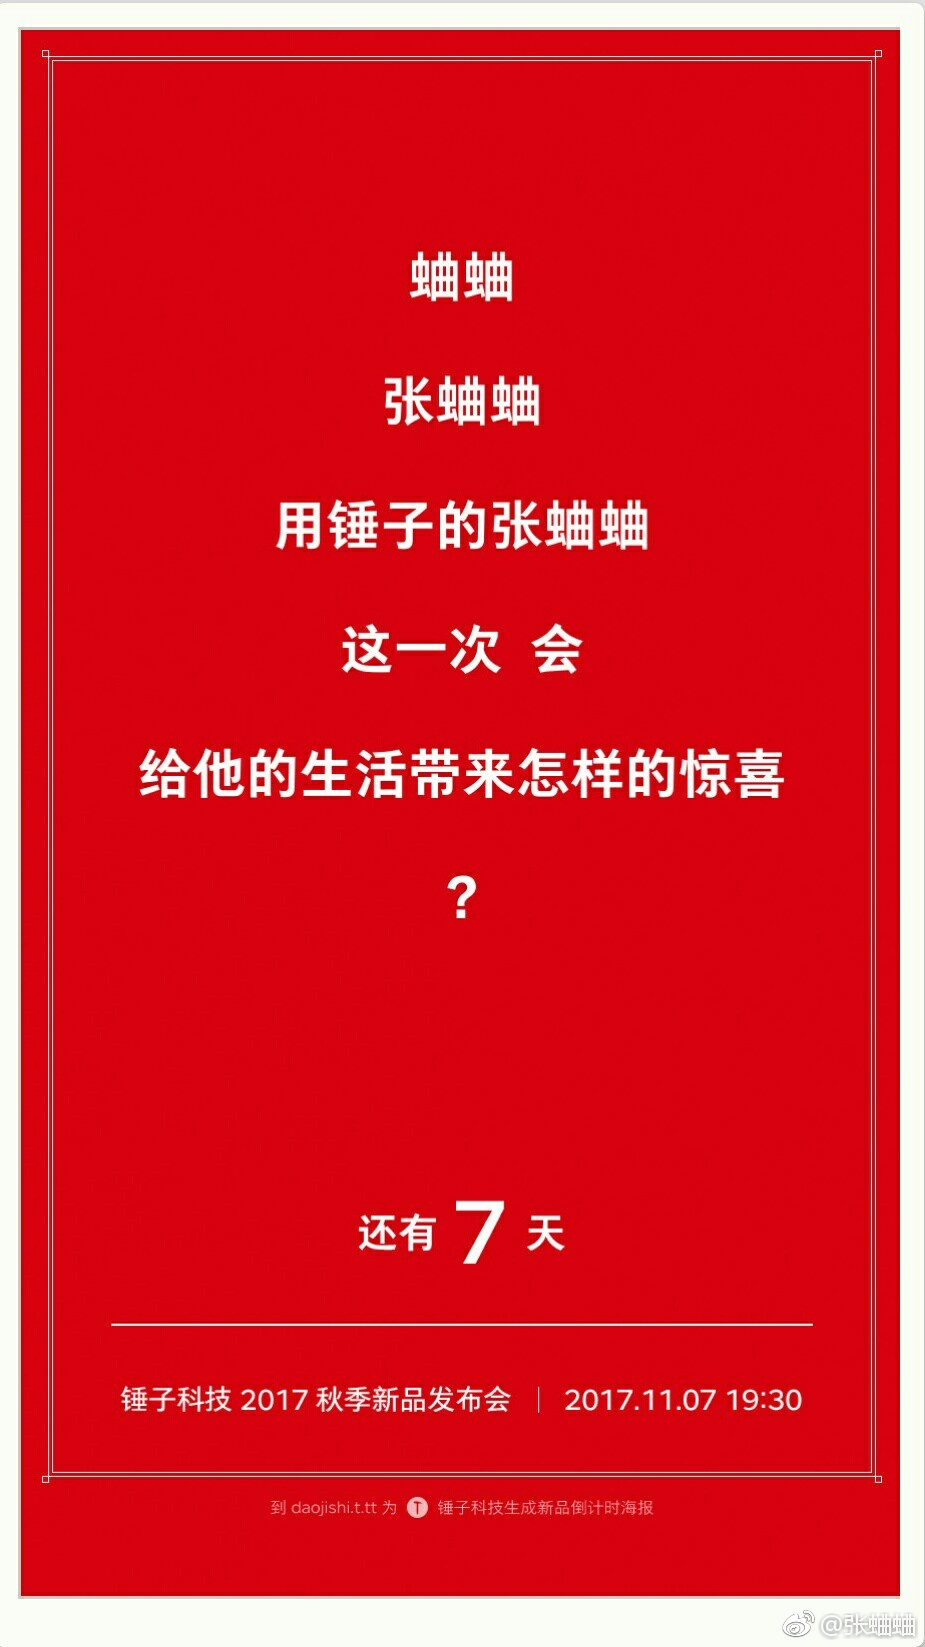 蛐蛐
张蛐蛐
用锤子的张蛐蛐
这一次 会
给他的生活带来怎样的惊喜
?
还有 7 天
锤子科技 2017 秋季新品发布会 | 2017.11.07 19:30
到 daojishi.t.tt 为 T 锤子科技生成新品倒计时海报
@张蛐蛐